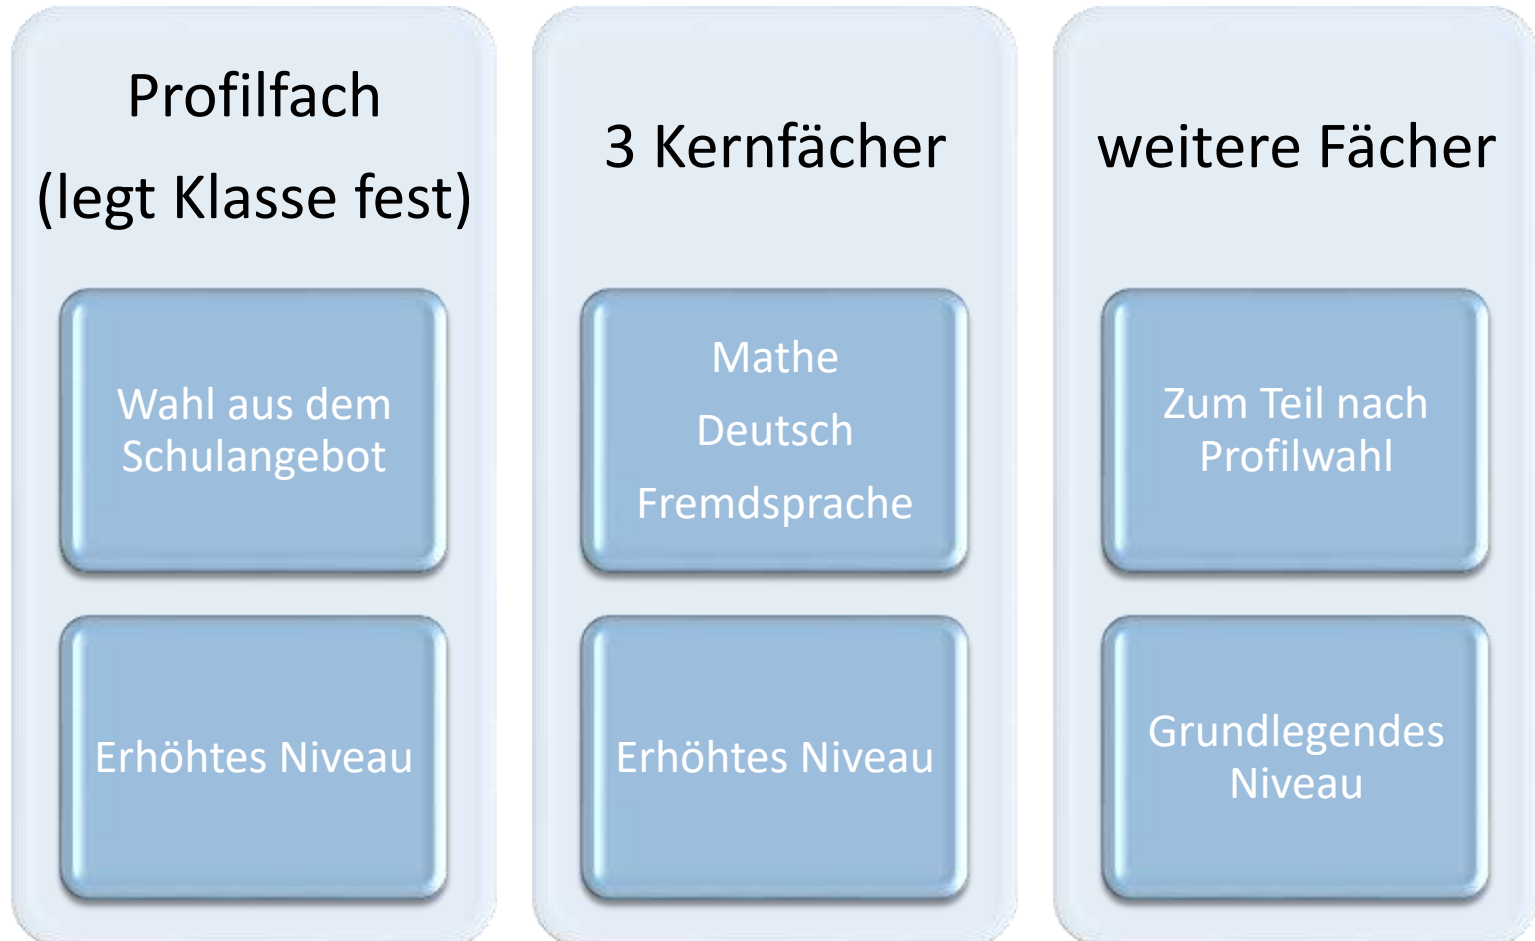 Profilfach
(legt Klasse fest)
Wahl aus dem
Schulangebot
Erhöhtes Niveau
3 Kernfächer
Mathe
Deutsch
Fremdsprache
Erhöhtes Niveau
weitere Fächer
Zum Teil nach
Profilwahl
Grundlegendes
Niveau